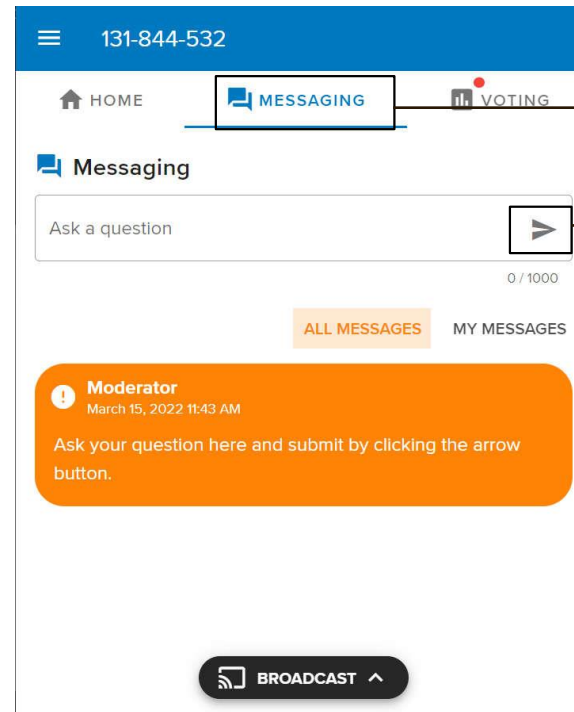 131-844-532
HOME MESSAGING VOTING
Messaging
Ask a question
0 / 1000
ALL MESSAGES MY MESSAGES
Moderator
March 15, 2022 11:43 AM
Ask your question here and submit by clicking the arrow
button.
BROADCAST